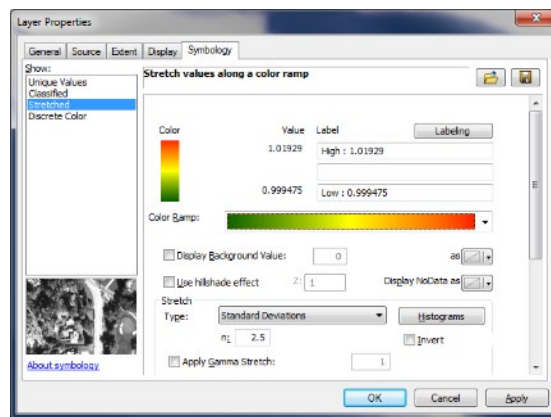 Layer Properties
General Source Extent Display Symbology
Show:
Unique Values
Classified
Stretched
Discrete Color
About symbology
Stretch values along a color ramp
Color Value Label Labeling
1.01929 High : 1.01929
0.999475 Low : 0.999475
Color Ramp:
Display Background Value: 0 as
Use hillshade effect Z: 1 Display NoData as
Stretch
Type: Standard Deviations Histograms
n: 2.5 Invert
Apply Gamma Stretch: 1
OK Cancel Apply